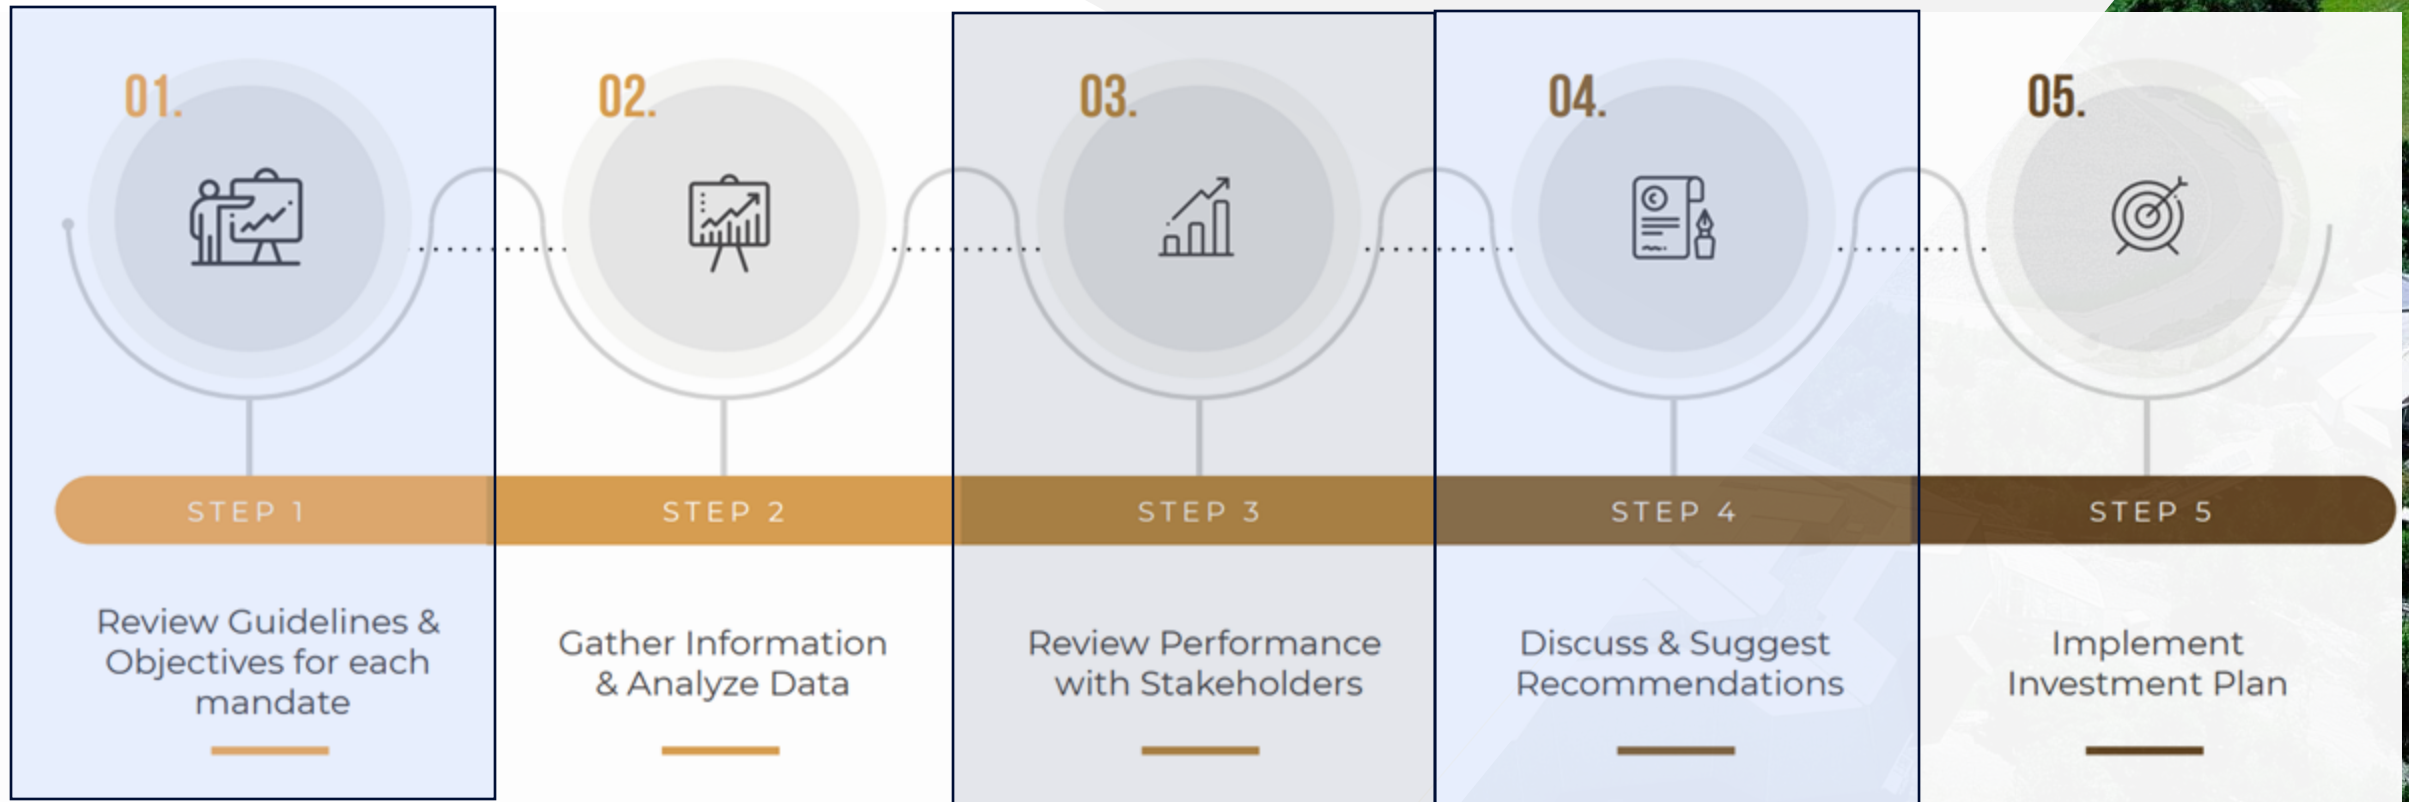 01.
02.
03.
04.
05.
STEP 1
STEP 2
STEP 3
STEP 4
STEP 5
Review Guidelines &
Objectives for each
mandate
Gather Information
& Analyze Data
Review Performance
with Stakeholders
Discuss & Suggest
Recommendations
Implement
Investment Plan